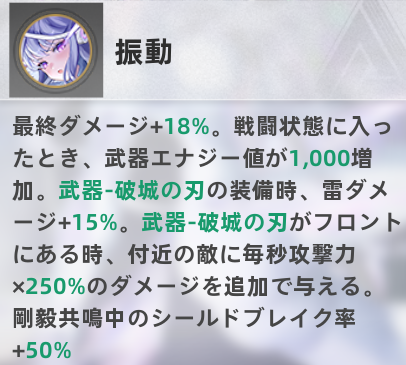 振動
最終ダメージ+18%。戦闘状態に入っ
たとき、武器エナジー値が1,000増
加。武器-破城の刃の装備時、雷ダメ
ージ+15%。武器-破城の刃がフロント
にある時、付近の敵に毎秒攻撃力
×250%のダメージを追加で与える。
剛毅共鳴中のシールドブレイク率
+50%